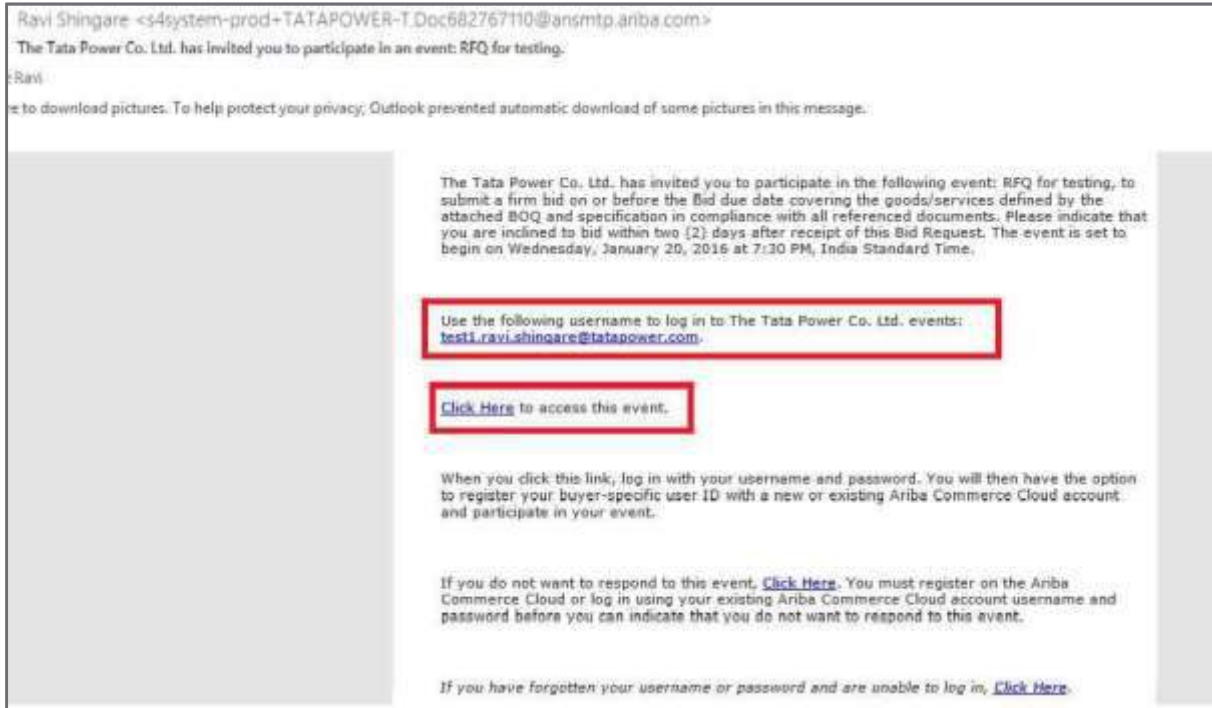 Ravi Shingare <s4system-prod+TATAPOWER-T.Doc682767110@ansmtp.ariba.com>
The Tata Power Co. Ltd. has invited you to participate in an event: RFQ for testing.
Ravi
re to download pictures. To help protect your privacy, Outlook prevented automatic download of some pictures in this message.
The Tata Power Co. Ltd. has invited you to participate in the following event: RFQ for testing, to
submit a firm bid on or before the Bid due date covering the goods/services defined by the
attached BOQ and specification in compliance with all referenced documents. Please indicate that
you are inclined to bid within two (2) days after receipt of this Bid Request. The event is set to
begin on Wednesday, January 20, 2016 at 7:30 PM, India Standard Time.
Use the following username to log in to The Tata Power Co. Ltd. events:
test1.ravi.shingare@tatapower.com.
Click Here to access this event.
When you click this link, log in with your username and password. You will then have the option
to register your buyer-specific user ID with a new or existing Ariba Commerce Cloud account
and participate in your event.
If you do not want to respond to this event, Click Here. You must register on the Ariba
Commerce Cloud or log in using your existing Ariba Commerce Cloud account username and
password before you can indicate that you do not want to respond to this event.
If you have forgotten your username or password and are unable to log in, Click Here.